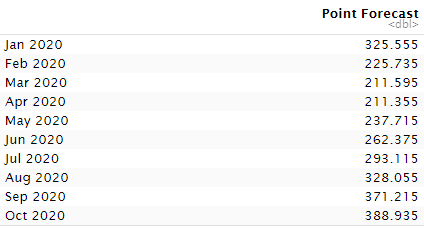 Point Forecast
<dbl>
Jan 2020 325.555
Feb 2020 225.735
Mar 2020 211.595
Apr 2020 211.355
May 2020 237.715
Jun 2020 262.375
Jul 2020 293.115
Aug 2020 328.055
Sep 2020 371.215
Oct 2020 388.935